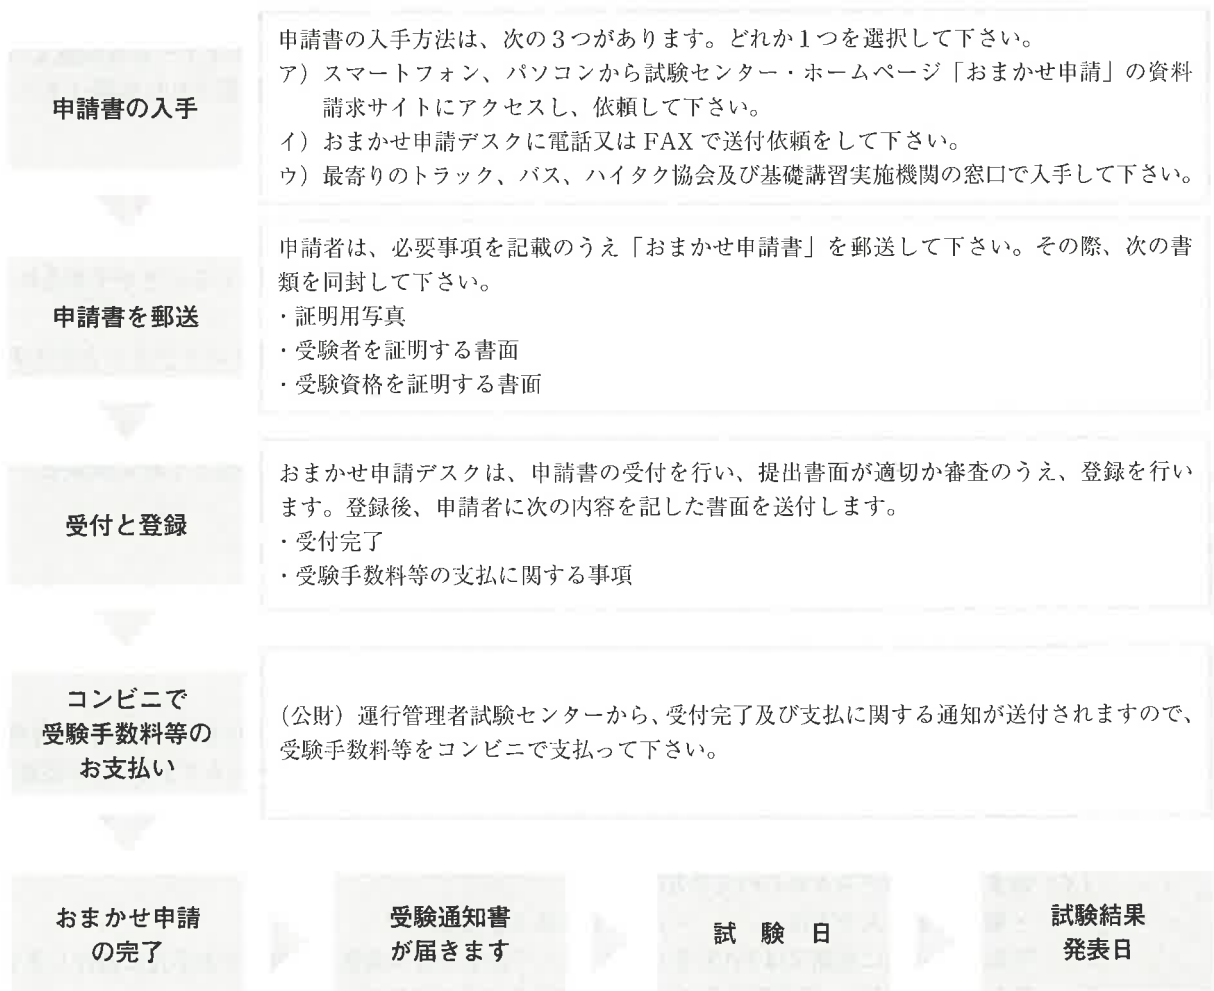 申請書の入手
申請書の入手方法は、次の3つがあります。どれか1つを選択して下さい。
ア）スマートフォン、パソコンから試験センター・ホームページ「おまかせ申請」の資料
請求サイトにアクセスし、依頼して下さい。
イ）おまかせ申請デスクに電話又は FAX で送付依頼をして下さい。
ウ）最寄りのトラック、バス、ハイタク協会及び基礎講習実施機関の窓口で入手して下さい。
申請書を郵送
申請者は、必要事項を記載のうえ「おまかせ申請書」を郵送して下さい。その際、次の書
類を同封して下さい。
・証明用写真
・受験者を証明する書面
・受験資格を証明する書面
受付と登録
おまかせ申請デスクは、申請書の受付を行い、提出書面が適切か審査のうえ、登録を行い
ます。登録後、申請者に次の内容を記した書面を送付します。
・受付完了
・受験手数料等の支払に関する事項
コンビニで
受験手数料等の
お支払い
（公財）運行管理者試験センターから、受付完了及び支払に関する通知が送付されますので、
受験手数料等をコンビニで支払って下さい。
おまかせ申請
の完了
受験通知書
が届きます
試　験　日
試験結果
発表日